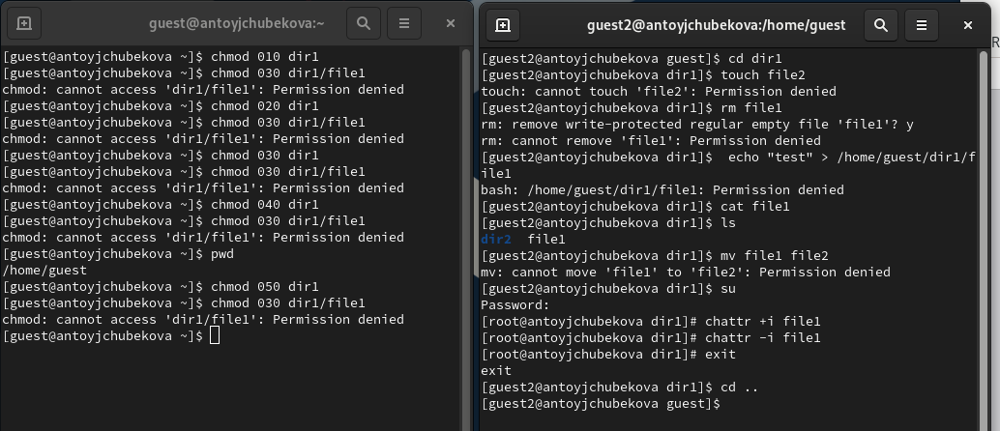 guest@antoyjchubekova:~
[guest@antoyjchubekova ~]$ chmod 010 dir1
[guest@antoyjchubekova ~]$ chmod 030 dir1/file1
chmod: cannot access 'dir1/file1': Permission denied
[guest@antoyjchubekova ~]$ chmod 020 dir1
[guest@antoyjchubekova ~]$ chmod 030 dir1/file1
chmod: cannot access 'dir1/file1': Permission denied
[guest@antoyjchubekova ~]$ chmod 030 dir1
[guest@antoyjchubekova ~]$ chmod 030 dir1/file1
chmod: cannot access 'dir1/file1': Permission denied
[guest@antoyjchubekova ~]$ chmod 040 dir1
[guest@antoyjchubekova ~]$ chmod 030 dir1/file1
chmod: cannot access 'dir1/file1': Permission denied
[guest@antoyjchubekova ~]$ pwd
/home/guest
[guest@antoyjchubekova ~]$ chmod 050 dir1
[guest@antoyjchubekova ~]$ chmod 030 dir1/file1
chmod: cannot access 'dir1/file1': Permission denied
[guest@antoyjchubekova ~]$
guest2@antoyjchubekova:/home/guest
[guest2@antoyjchubekova guest]$ cd dir1
[guest2@antoyjchubekova dir1]$ touch file2
touch: cannot touch 'file2': Permission denied
[guest2@antoyjchubekova dir1]$ rm file1
rm: remove write-protected regular empty file 'file1'? y
rm: cannot remove 'file1': Permission denied
[guest2@antoyjchubekova dir1]$  echo "test" > /home/guest/dir1/f
ile1
bash: /home/guest/dir1/file1: Permission denied
[guest2@antoyjchubekova dir1]$ cat file1
[guest2@antoyjchubekova dir1]$ ls
dir2  file1
[guest2@antoyjchubekova dir1]$ mv file1 file2
mv: cannot move 'file1' to 'file2': Permission denied
[guest2@antoyjchubekova dir1]$ su
Password:
[root@antoyjchubekova dir1]# chattr +i file1
[root@antoyjchubekova dir1]# chattr -i file1
[root@antoyjchubekova dir1]# exit
exit
[guest2@antoyjchubekova dir1]$ cd ..
[guest2@antoyjchubekova guest]$
R